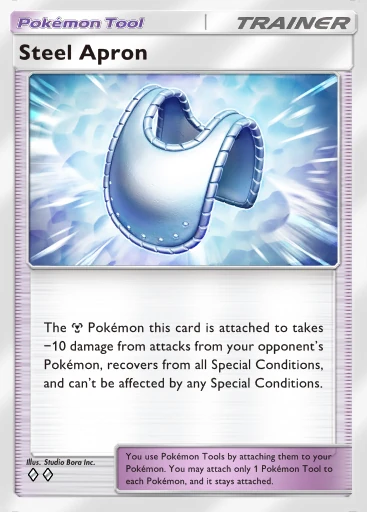 Pokémon Tool
TRAINER
Steel Apron
The Pokémon this card is attached to takes
−10 damage from attacks from your opponent's
Pokémon, recovers from all Special Conditions,
and can't be affected by any Special Conditions.
Illus. Studio Bora Inc.
You use Pokémon Tools by attaching them to your
Pokémon. You may attach only 1 Pokémon Tool to
each Pokémon, and it stays attached.